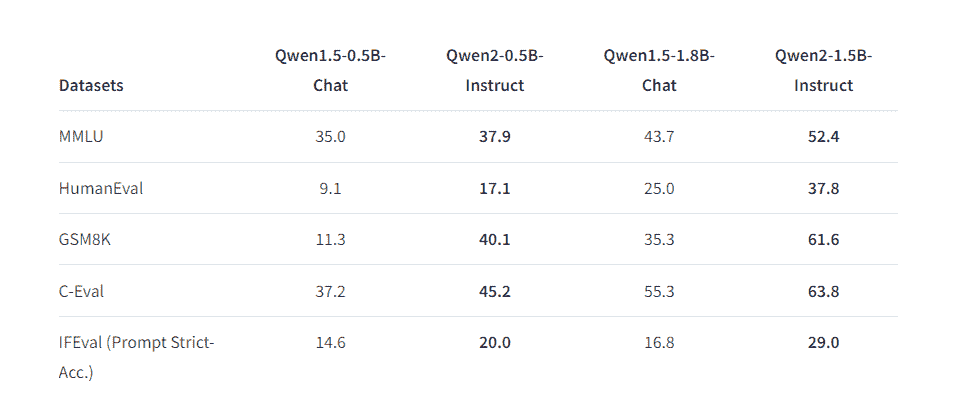 Datasets Qwen1.5-0.5B-Chat Qwen2-0.5B-Instruct Qwen1.5-1.8B-Chat Qwen2-1.5B-Instruct
MMLU 35.0 37.9 43.7 52.4
HumanEval 9.1 17.1 25.0 37.8
GSM8K 11.3 40.1 35.3 61.6
C-Eval 37.2 45.2 55.3 63.8
IFEval (Prompt Strict-Acc.) 14.6 20.0 16.8 29.0